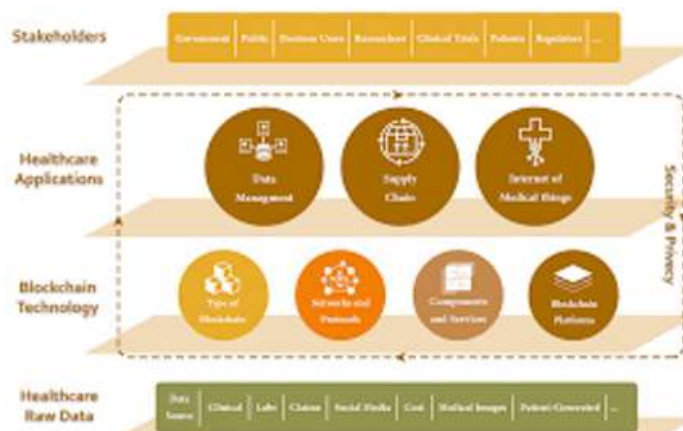 Stakeholders
Government | Public | Business Users | Researchers | Clinical Trials | Patients | Regulators | ...
Healthcare
Applications
Data
Managment
Supply
Chain
Internet of
Medical things
Security & Privacy
Blockchain
Technology
Type of
Blockchain
Networks and
Protocols
Components
and Services
Blockchain
Platforms
Healthcare
Raw Data
Data
Source | Clinical | Labs | Claims | Social Media | Cost | Medical Images | Patient-Generated | ...